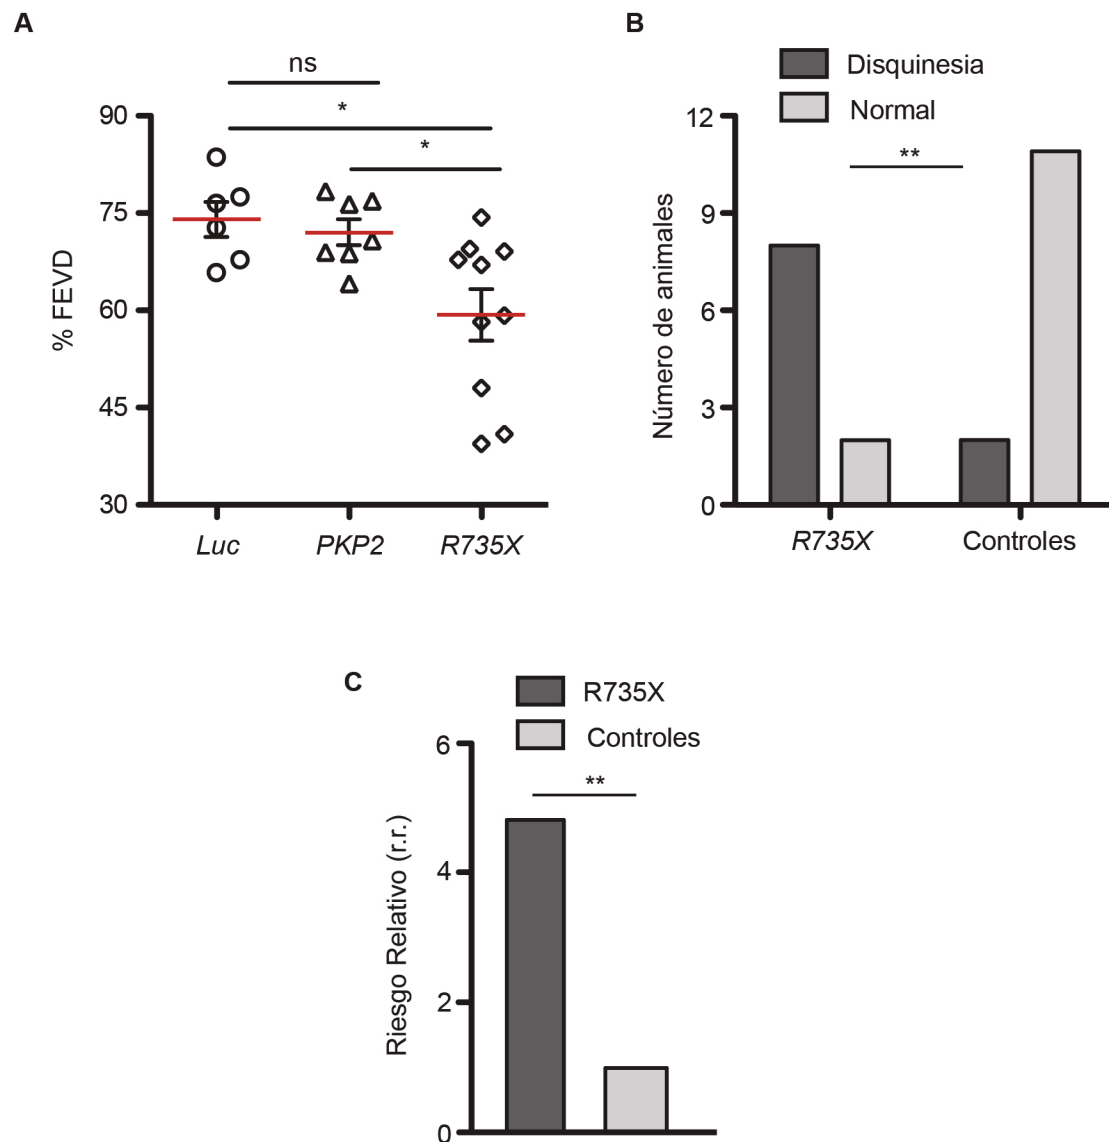 A
ns
*
*
90
75
60
45
30
% FEVD
Luc
PKP2
R735X
B
Disquinesia
Normal
**
12
9
6
3
0
Número de animales
R735X
Controles
C
R735X
Controles
**
6
4
2
0
Riesgo Relativo (r.r.)